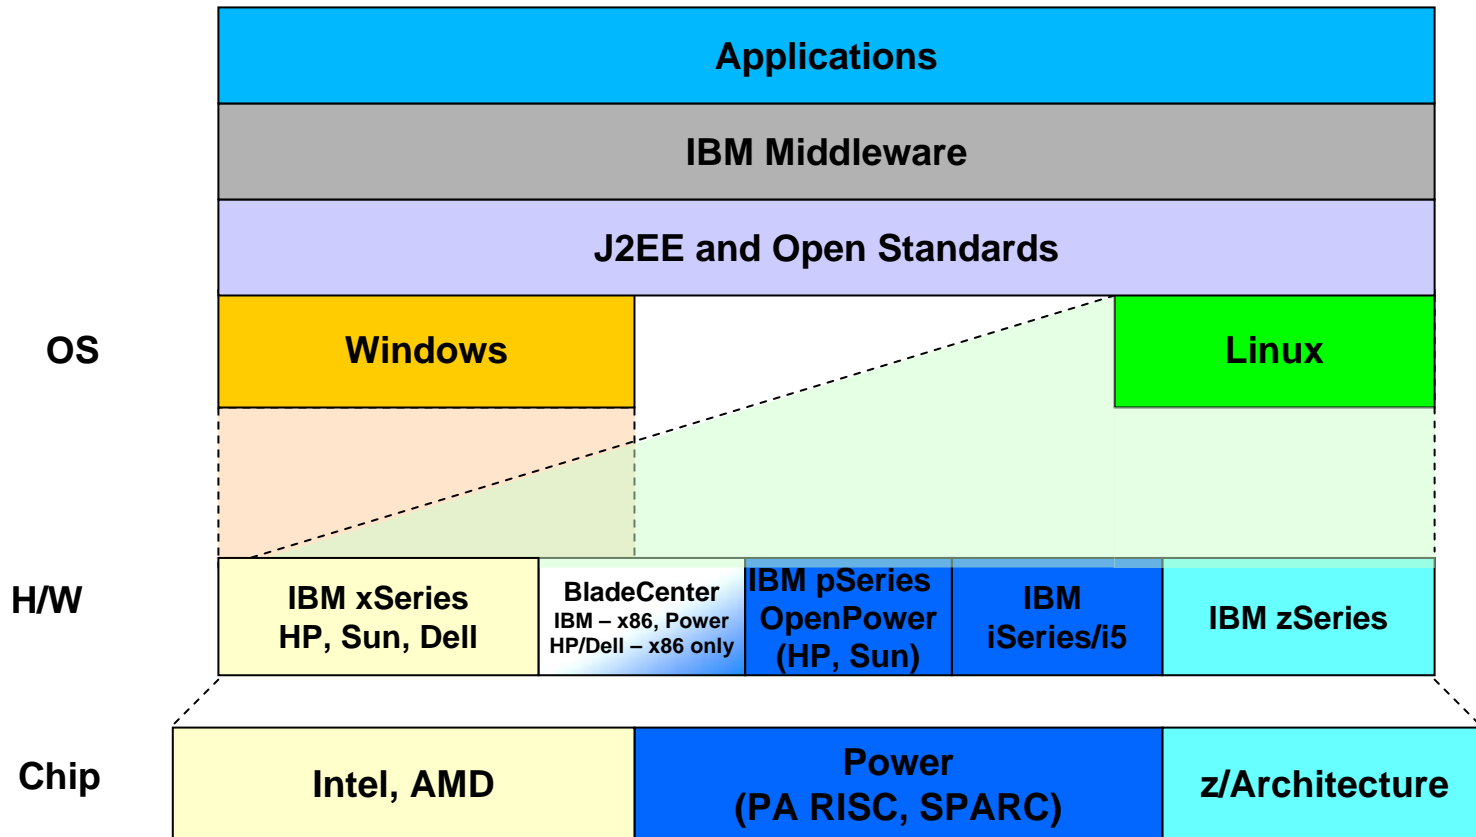 Applications
IBM Middleware
J2EE and Open Standards
OS
Windows
Linux
H/W
IBM xSeries
HP, Sun, Dell
BladeCenter
IBM – x86, Power
HP/Dell – x86 only
IBM pSeries
OpenPower
(HP, Sun)
IBM
iSeries/i5
IBM zSeries
Chip
Intel, AMD
Power
(PA RISC, SPARC)
z/Architecture